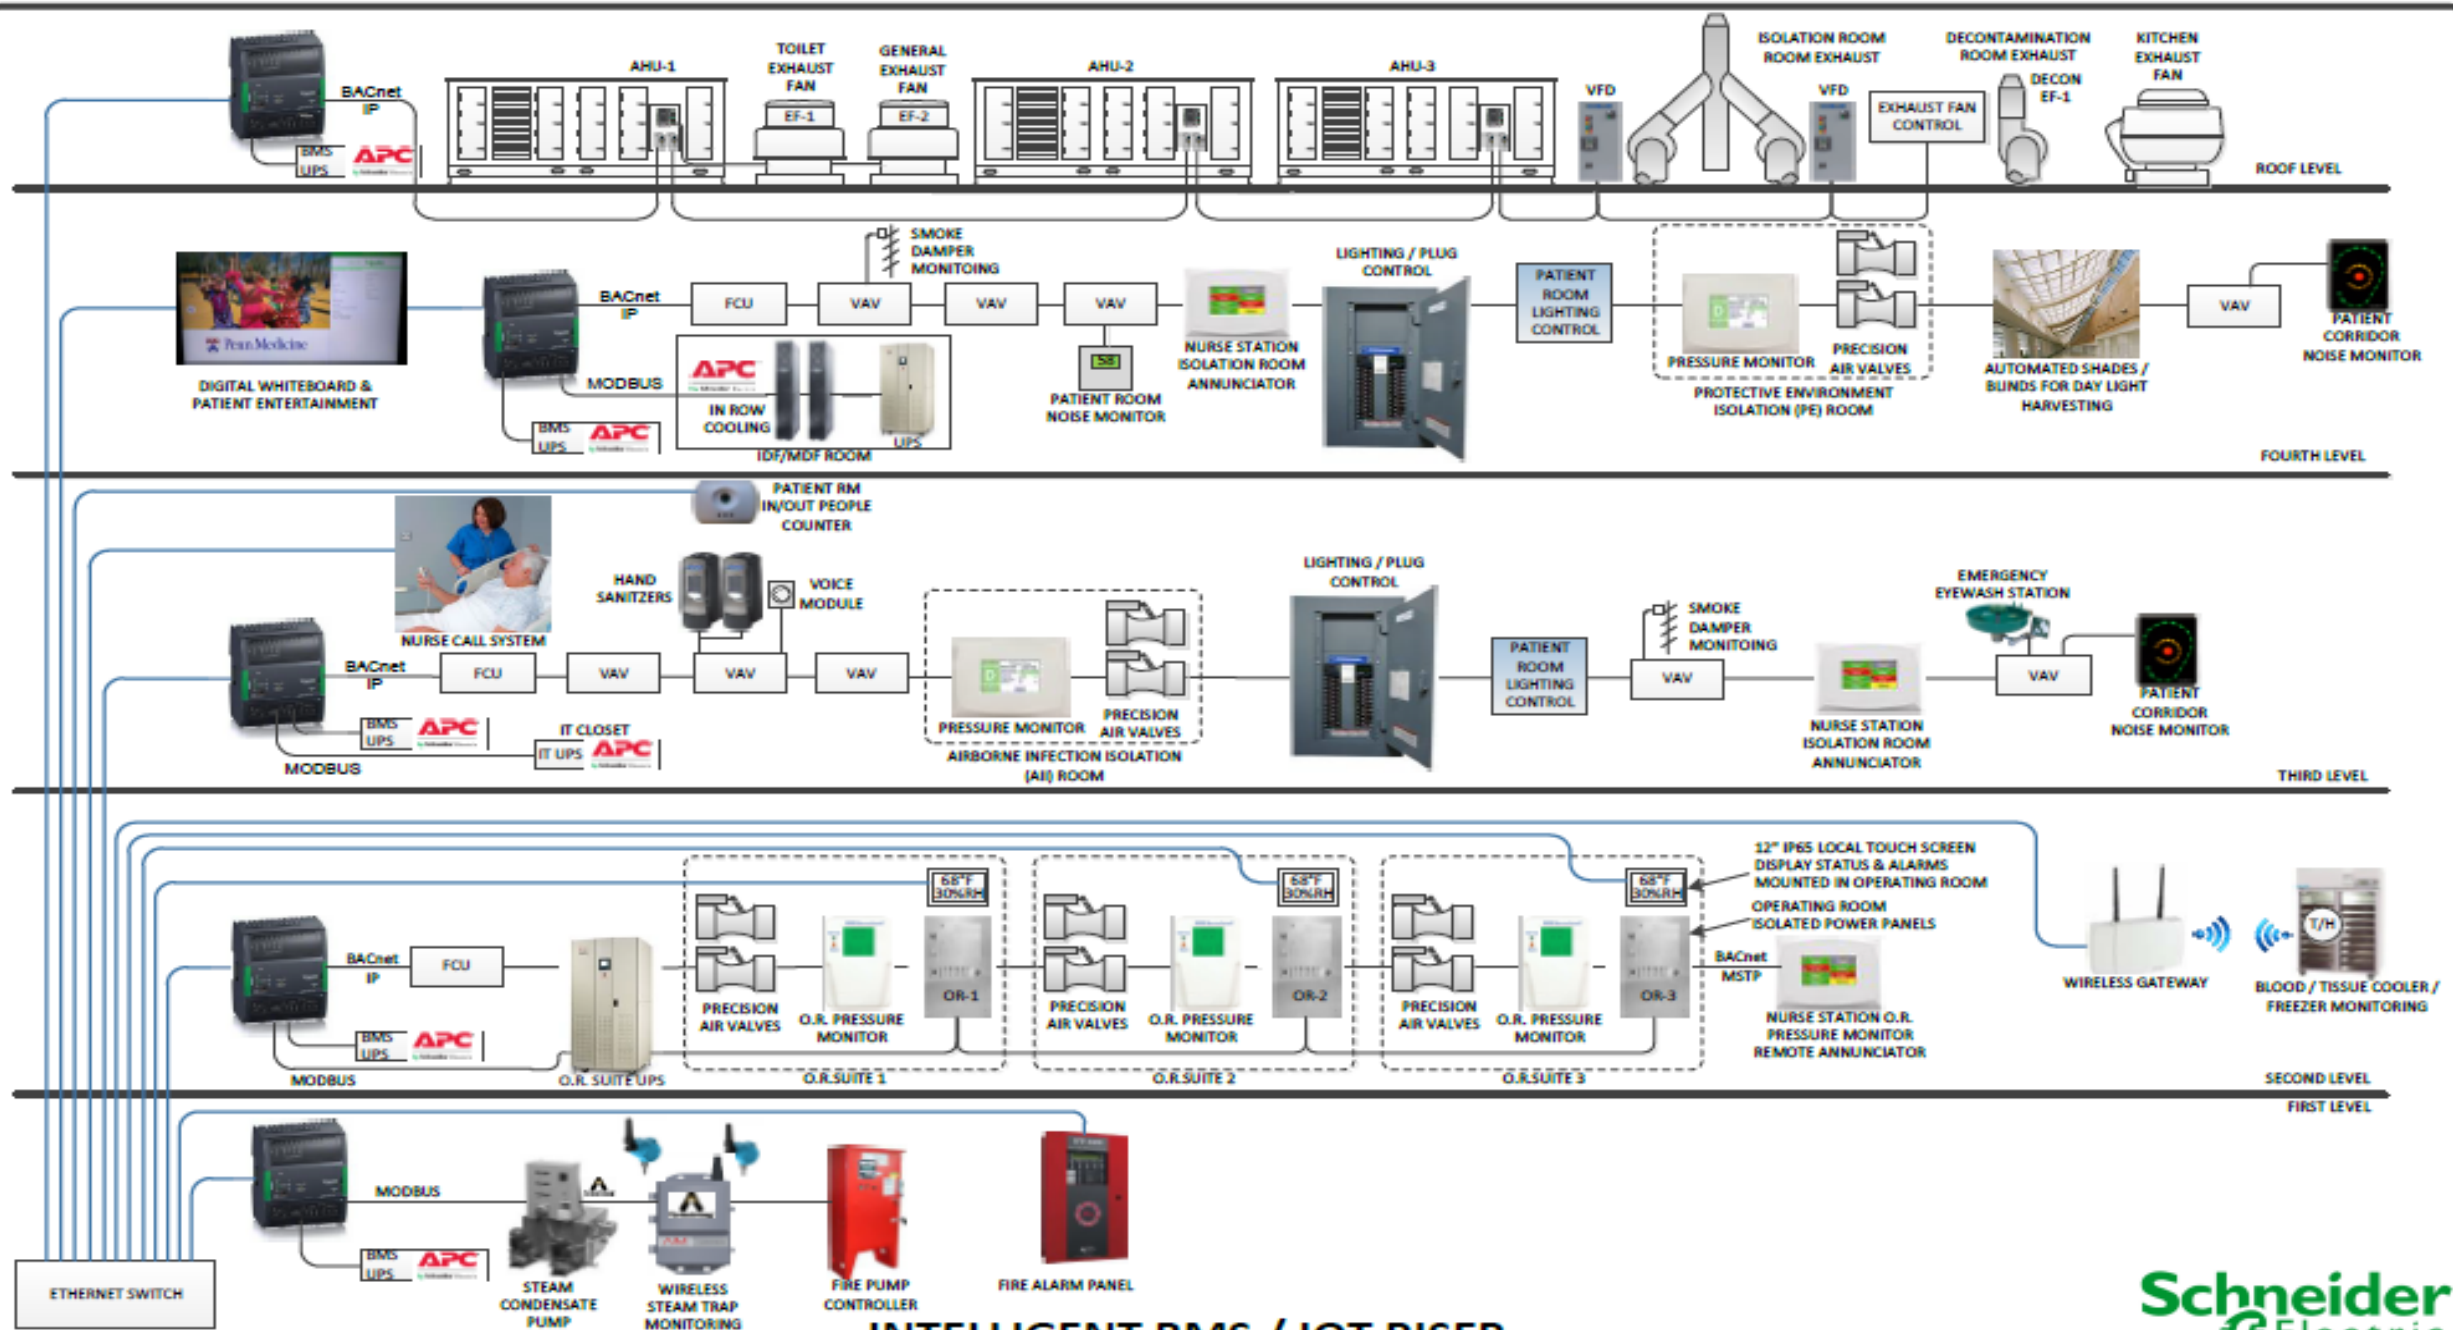 AHU-1
TOILET
EXHAUST
FAN
EF-1
GENERAL
EXHAUST
FAN
EF-2
AHU-2
AHU-3
VFD
ISOLATION ROOM
ROOM EXHAUST
VFD
EXHAUST FAN
CONTROL
DECONTAMINATION
ROOM EXHAUST
DECON
EF-1
KITCHEN
EXHAUST
FAN
BACnet
IP
BMS
UPS
APC
ROOF LEVEL
Penn Medicine
DIGITAL WHITEBOARD &
PATIENT ENTERTAINMENT
BACnet
IP
FCU
SMOKE
DAMPER
MONITOING
VAV
VAV
VAV
58
PATIENT ROOM
NOISE MONITOR
MODBUS
BMS
UPS
APC
APC
IN ROW
COOLING
UPS
IDF/MDF ROOM
NURSE STATION
ISOLATION ROOM
ANNUNCIATOR
LIGHTING / PLUG
CONTROL
PATIENT
ROOM
LIGHTING
CONTROL
D
PRESSURE MONITOR
PRECISION
AIR VALVES
PROTECTIVE ENVIRONMENT
ISOLATION (PE) ROOM
AUTOMATED SHADES /
BLINDS FOR DAY LIGHT
HARVESTING
VAV
PATIENT
CORRIDOR
NOISE MONITOR
FOURTH LEVEL
PATIENT RM
IN/OUT PEOPLE
COUNTER
NURSE CALL SYSTEM
HAND
SANITZERS
VOICE
MODULE
BACnet
IP
FCU
VAV
VAV
VAV
BMS
UPS
APC
IT CLOSET
IT UPS
APC
MODBUS
D
PRESSURE MONITOR
PRECISION
AIR VALVES
AIRBORNE INFECTION ISOLATION
(AII) ROOM
LIGHTING / PLUG
CONTROL
PATIENT
ROOM
LIGHTING
CONTROL
SMOKE
DAMPER
MONITOING
VAV
NURSE STATION
ISOLATION ROOM
ANNUNCIATOR
EMERGENCY
EYEWASH STATION
VAV
PATIENT
CORRIDOR
NOISE MONITOR
THIRD LEVEL
BACnet
IP
FCU
BMS
UPS
APC
MODBUS
O.R. SUITE UPS
68°F
30%RH
PRECISION
AIR VALVES
O.R. PRESSURE
MONITOR
OR-1
O.R.SUITE 1
68°F
30%RH
PRECISION
AIR VALVES
O.R. PRESSURE
MONITOR
OR-2
O.R.SUITE 2
68°F
30%RH
PRECISION
AIR VALVES
O.R. PRESSURE
MONITOR
OR-3
O.R.SUITE 3
12" IP65 LOCAL TOUCH SCREEN
DISPLAY STATUS & ALARMS
MOUNTED IN OPERATING ROOM
OPERATING ROOM
ISOLATED POWER PANELS
BACnet
MSTP
NURSE STATION O.R.
PRESSURE MONITOR
REMOTE ANNUNCIATOR
WIRELESS GATEWAY
T/H
BLOOD / TISSUE COOLER /
FREEZER MONITORING
SECOND LEVEL
FIRST LEVEL
MODBUS
BMS
UPS
APC
STEAM
CONDENSATE
PUMP
WIRELESS
STEAM TRAP
MONITORING
FIRE PUMP
CONTROLLER
FIRE ALARM PANEL
ETHERNET SWITCH
INTELLIGENT BMS / IOT RISER
Schneider
Electric